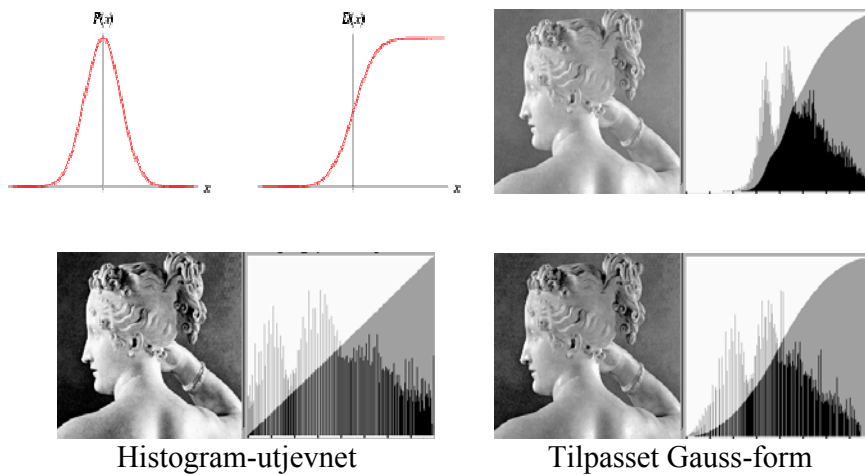 P(x)
D(x)
x
x
Histogram-utjevnet
Tilpasset Gauss-form